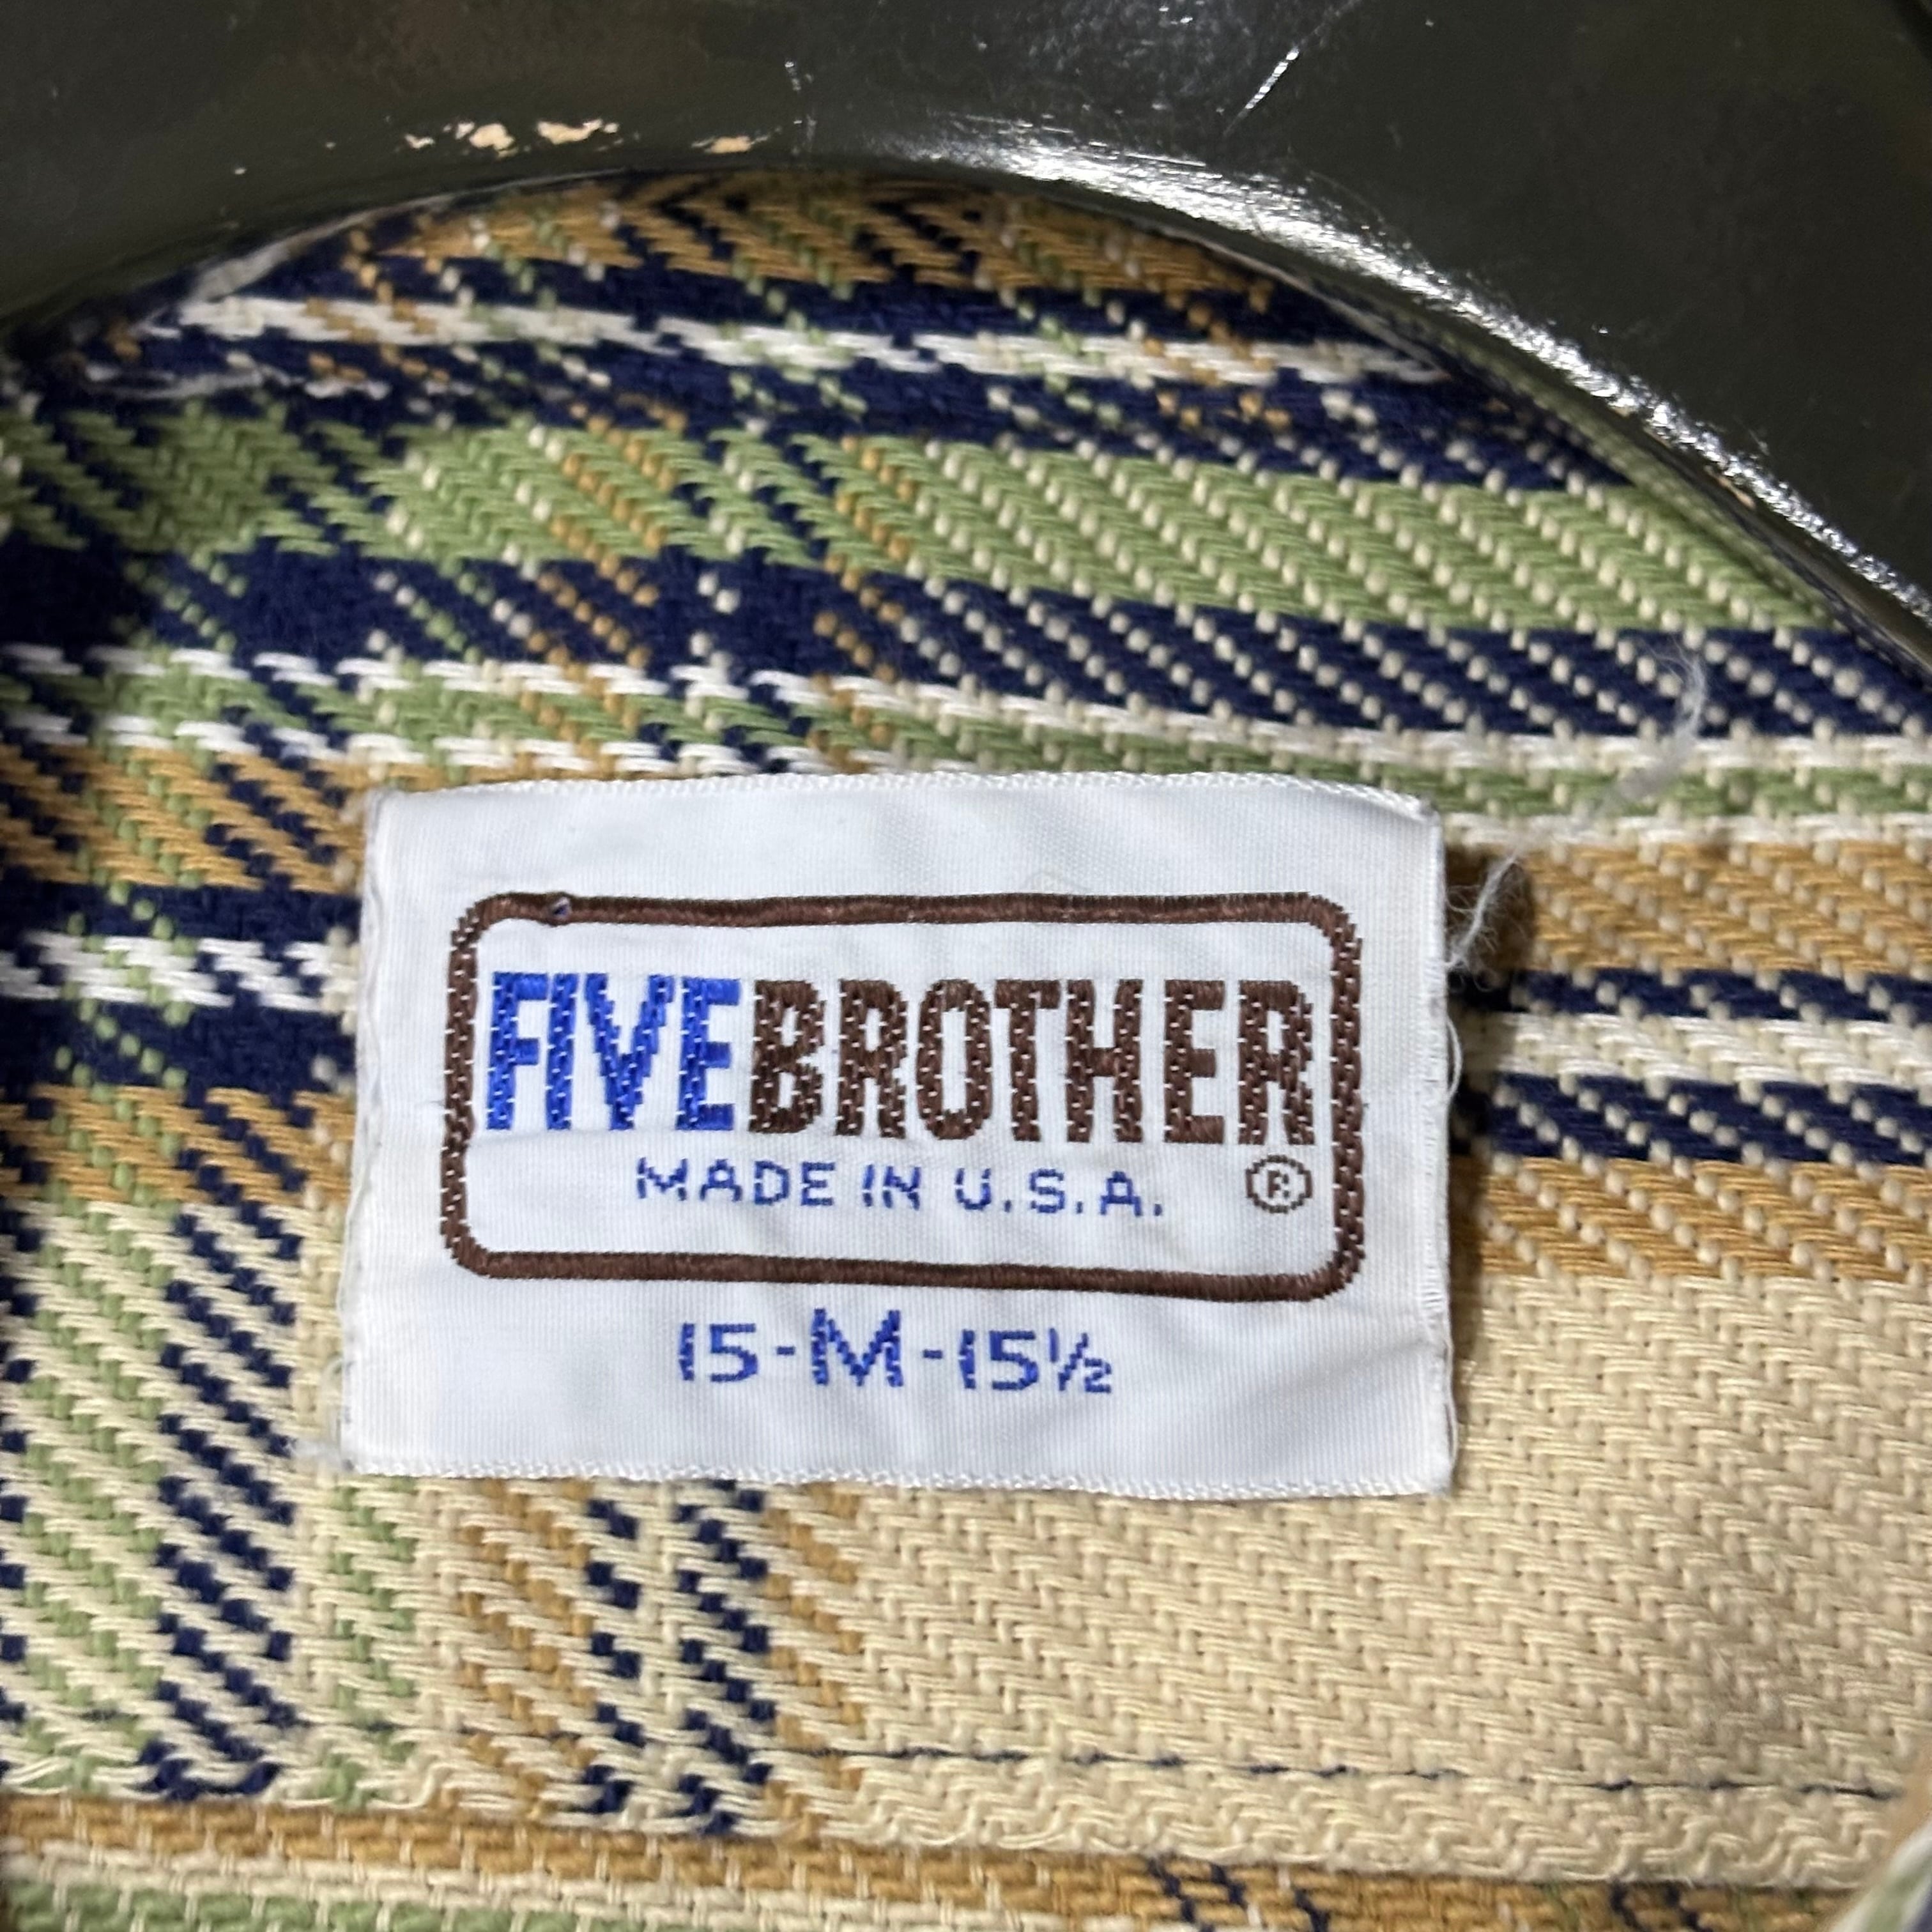 FIVEBROTHER
MADE IN U.S.A. ®
15-M-15½